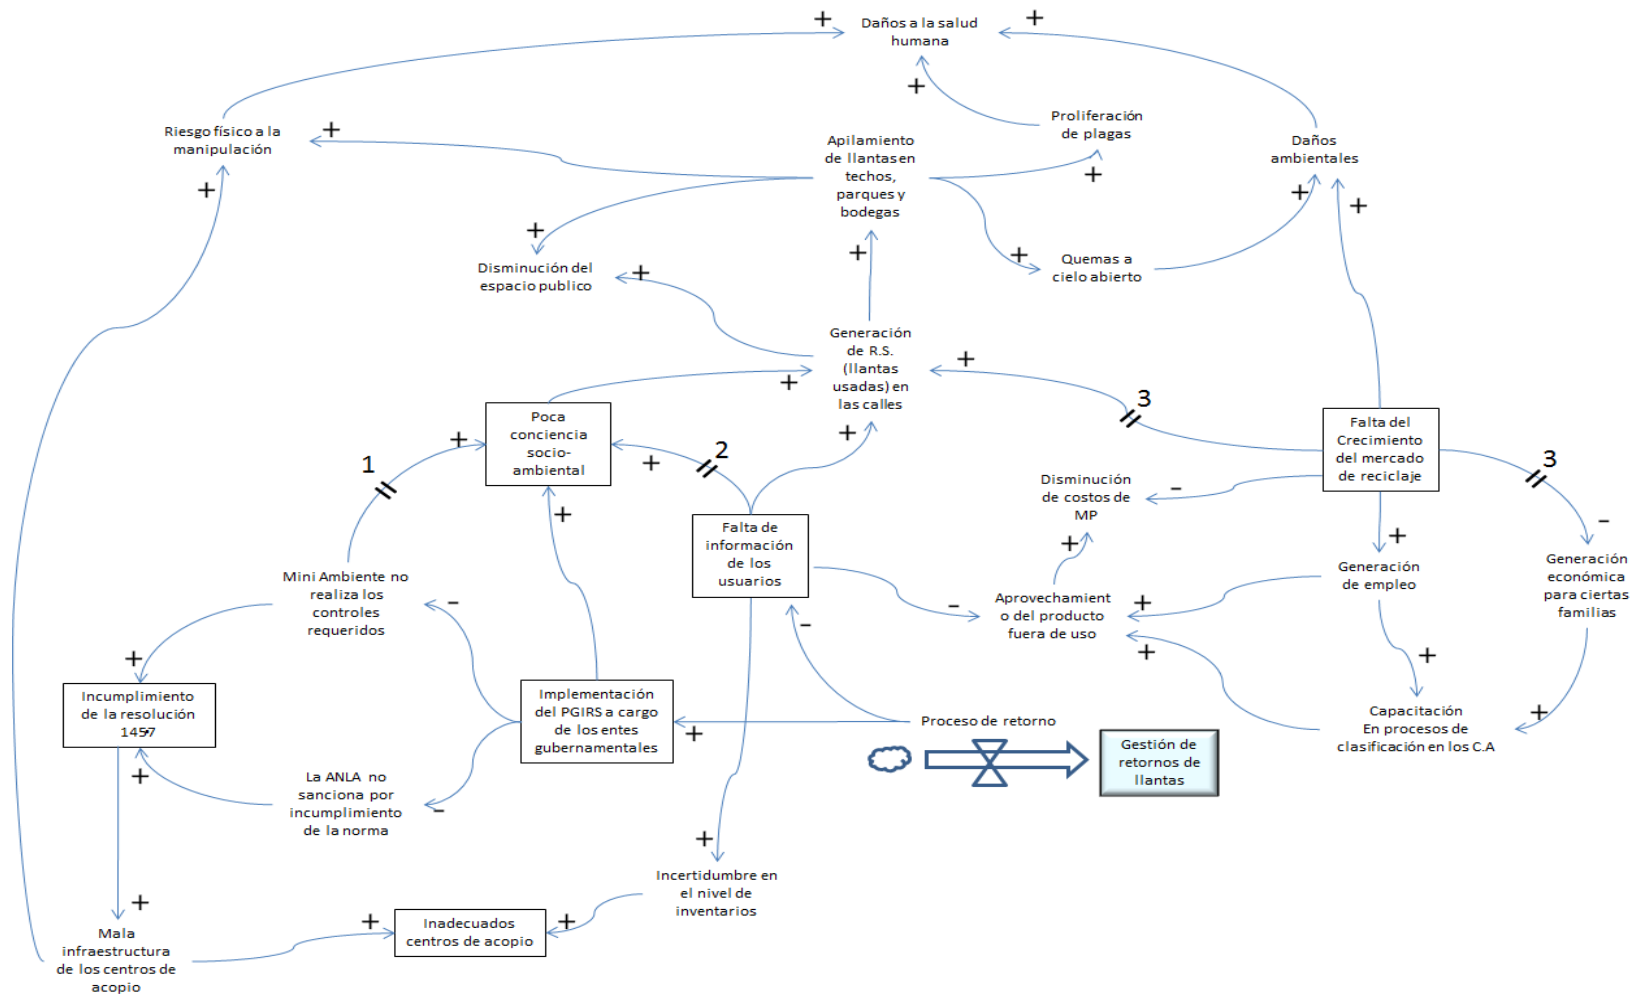 +
Daños a la salud
humana
+
Riesgo físico a la
manipulación
+
+
Apilamiento
de llantas en
techos,
parques y
bodegas
+
Proliferación
de plagas
+
Daños
ambientales
+
+
+
Disminución del
espacio publico
+
+
+
Quemas a
cielo abierto
Generación
de R.S.
(llantas
usadas) en
las calles
+
+
+
3
Poca
conciencia
socio-
ambiental
+
1
+
2
+
Falta del
Crecimiento
del mercado
de reciclaje
3
Disminución
de costos de
MP
-
-
+
+
Falta de
información
de los
usuarios
+
Generación
de empleo
Generación
económica
para ciertas
familias
Mini Ambiente no
realiza los
controles
requeridos
-
-
Aprovechamient
o del producto
fuera de uso
+
+
+
-
+
Incumplimiento
de la resolución
1457
Implementación
del PGIRS a cargo
de los entes
gubernamentales
+
Proceso de retorno
Gestión de
retornos de
llantas
+
Capacitación
En procesos de
clasificación en los C.A
+
La ANLA no
sanciona por
incumplimiento
de la norma
-
+
Incertidumbre en
el nivel de
inventarios
+
Mala
infraestructura
de los centros de
acopio
+
Inadecuados
centros de acopio
+